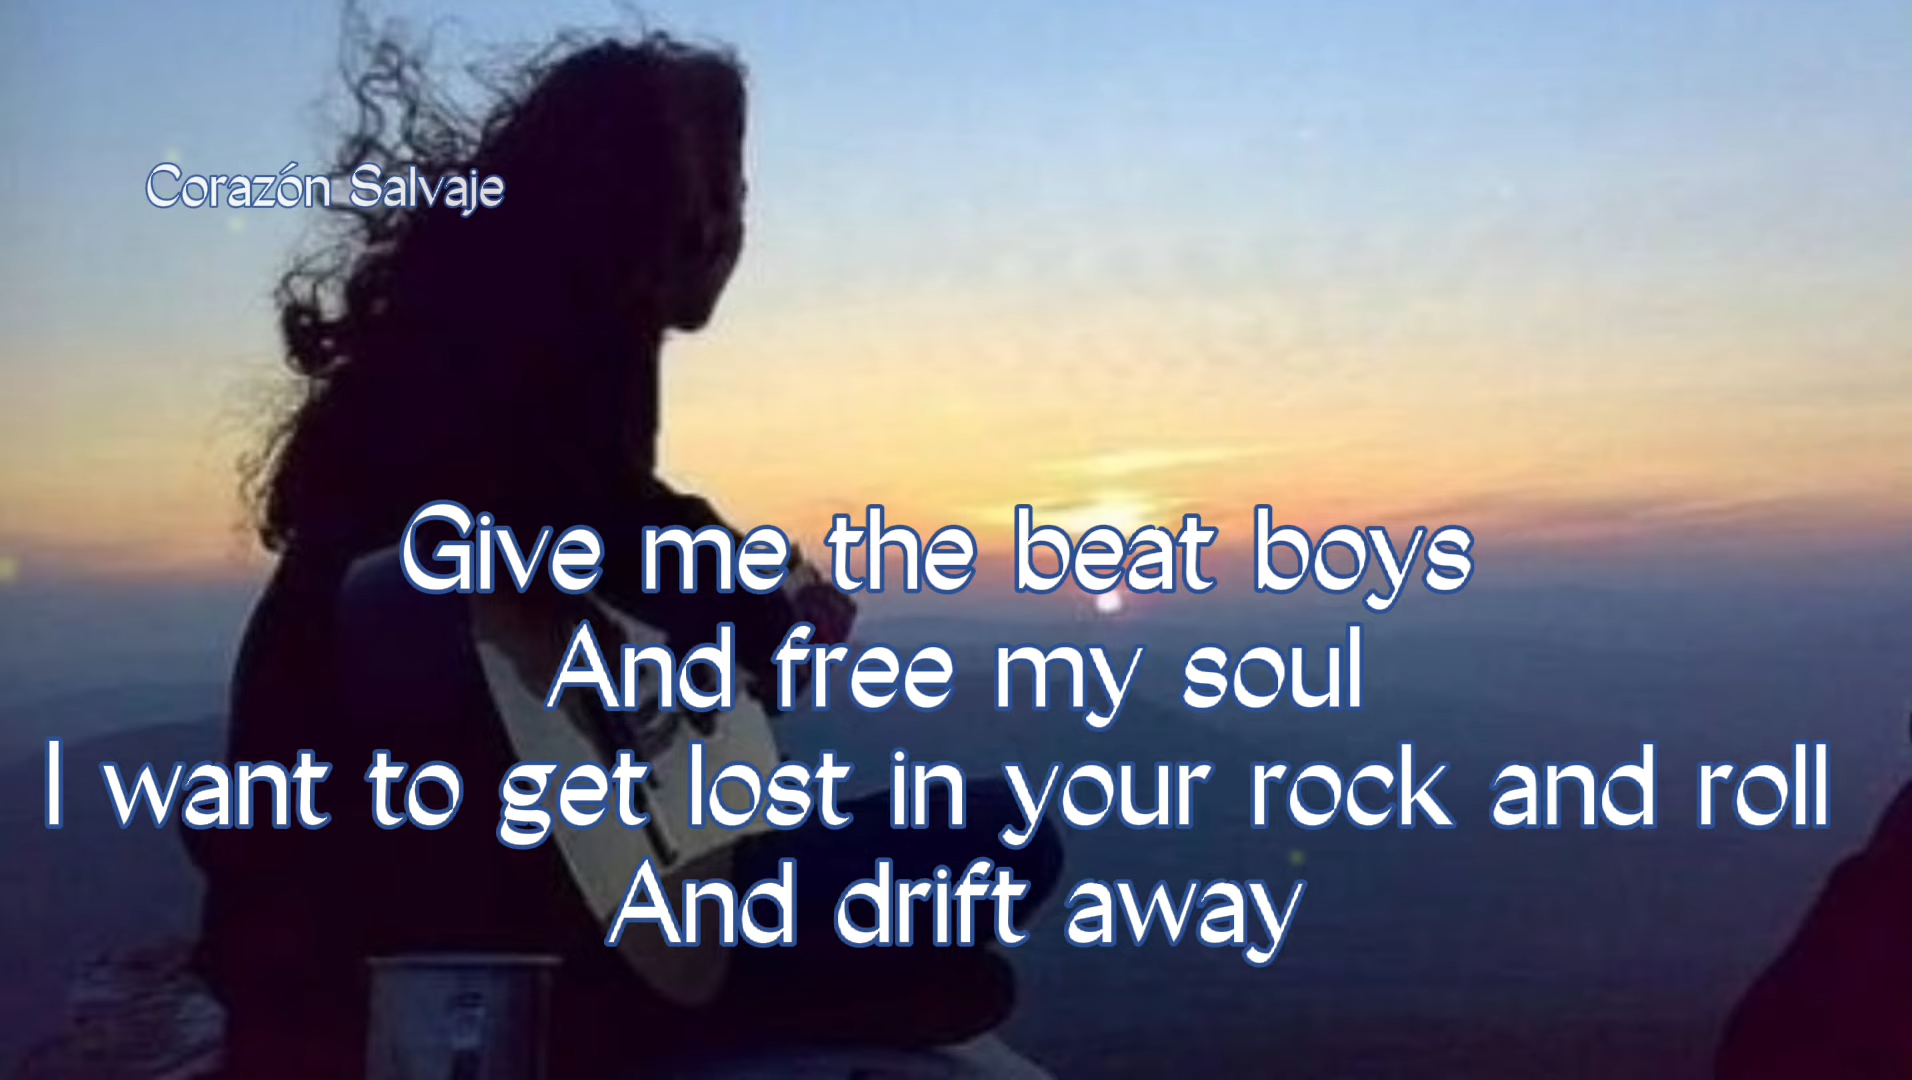 Corazón Salvaje
Give me the beat boys
And free my soul
I want to get lost in your rock and roll
And drift away